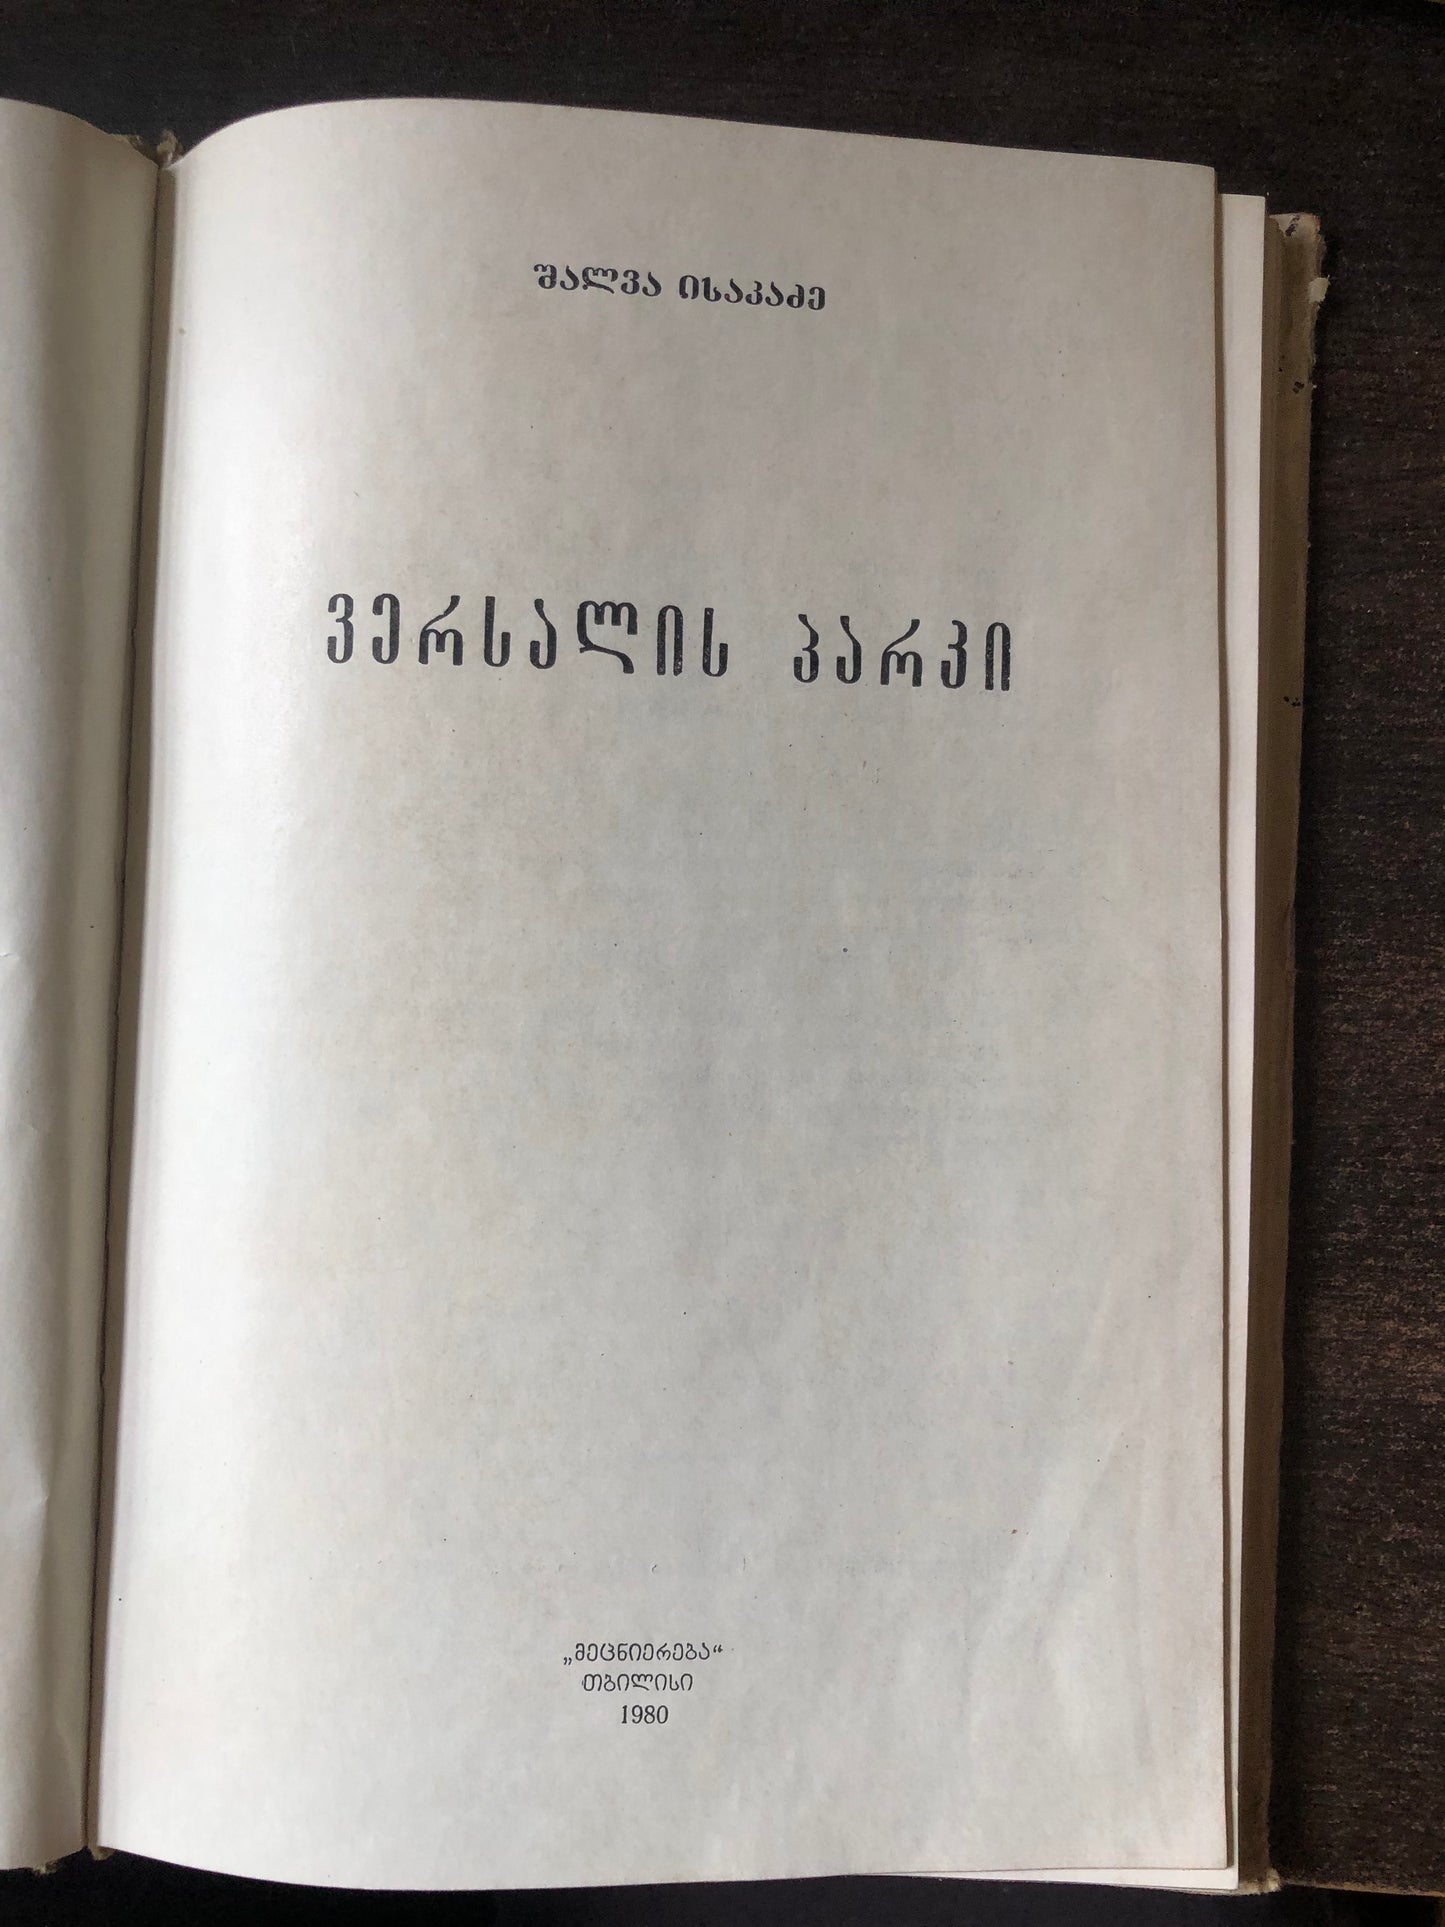 შალვა ისაკაძე
ვერსალის პარკი
„მეცნიერება“
თბილისი
1980